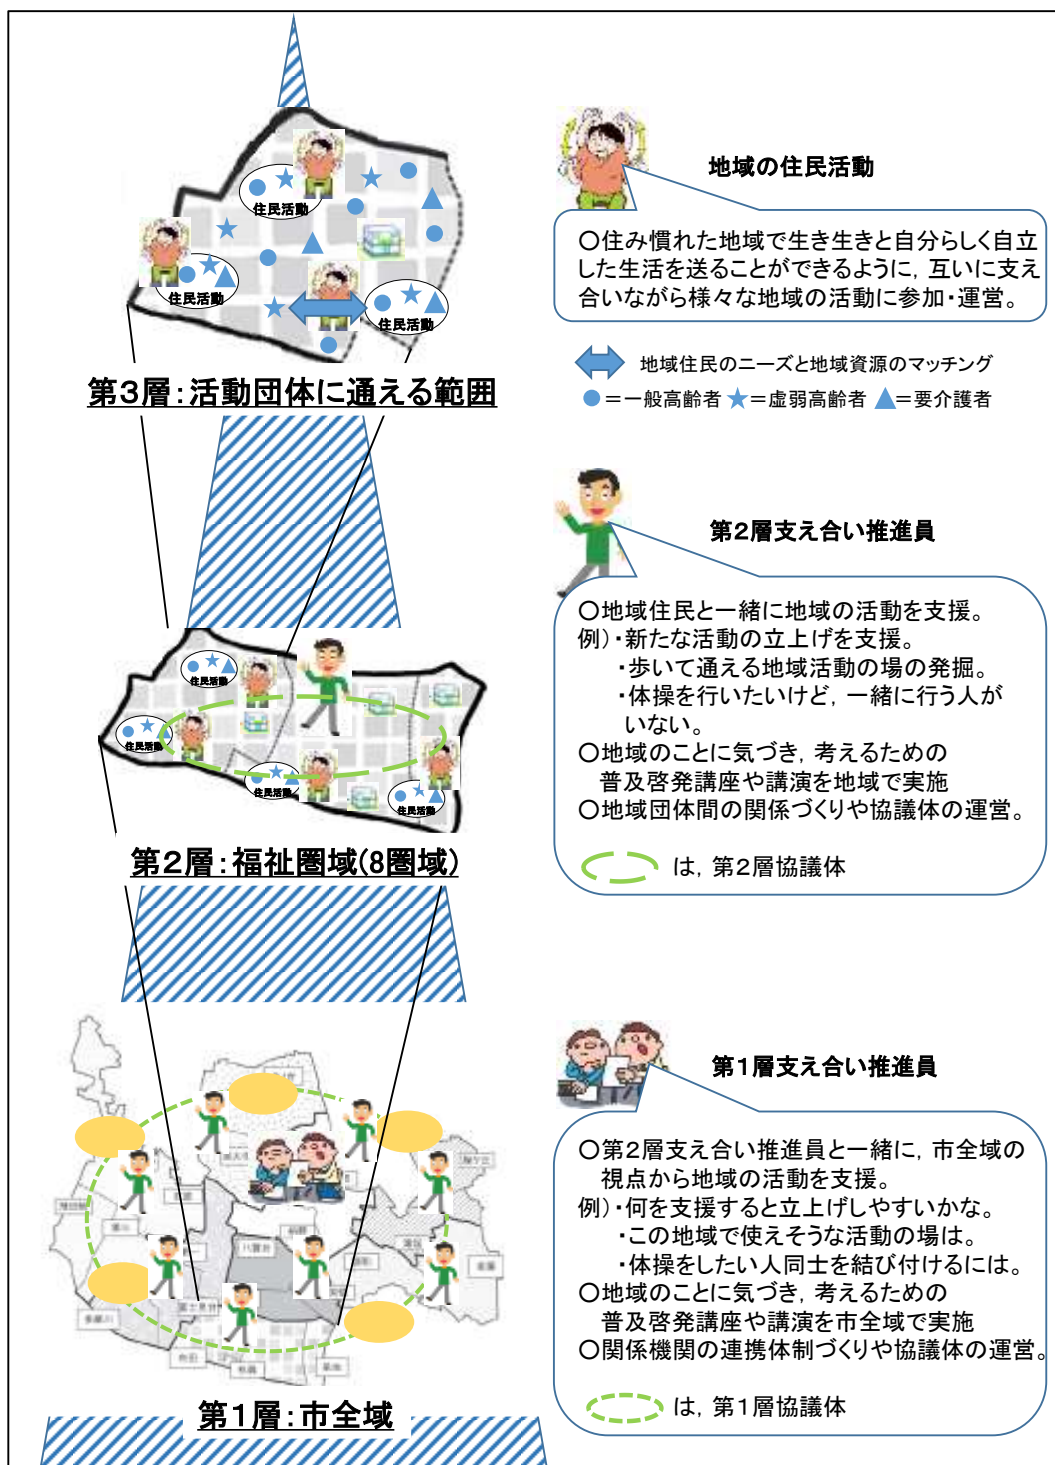 住民活動
住民活動
住民活動
第3層：活動団体に通える範囲
地域の住民活動
○住み慣れた地域で生き生きと自分らしく自立
した生活を送ることができるように，互いに支え
合いながら様々な地域の活動に参加・運営。
地域住民のニーズと地域資源のマッチング
●＝一般高齢者 ★＝虚弱高齢者 ▲＝要介護者
住民活動
住民活動
住民活動
住民活動
第2層：福祉圏域(8圏域)
第2層支え合い推進員
○地域住民と一緒に地域の活動を支援。
例）・新たな活動の立上げを支援。
・歩いて通える地域活動の場の発掘。
・体操を行いたいけど，一緒に行う人が
いない。
○地域のことに気づき，考えるための
普及啓発講座や講演を地域で実施
○地域団体間の関係づくりや協議体の運営。
は，第2層協議体
第1層：市全域
第1層支え合い推進員
○第2層支え合い推進員と一緒に，市全域の
視点から地域の活動を支援。
例）・何を支援すると立上げしやすいかな。
・この地域で使えそうな活動の場は。
・体操をしたい人同士を結び付けるには。
○地域のことに気づき，考えるための
普及啓発講座や講演を市全域で実施
○関係機関の連携体制づくりや協議体の運営。
は，第1層協議体